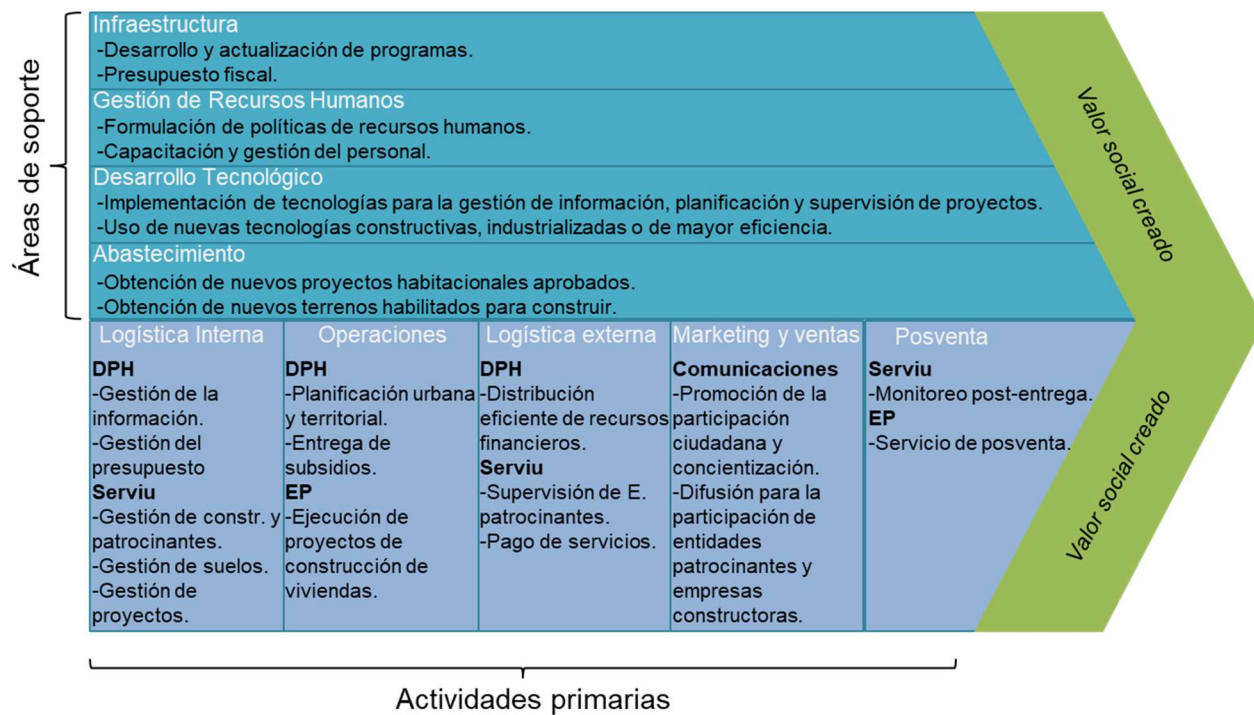 Áreas de soporte
Infraestructura
-Desarrollo y actualización de programas.
-Presupuesto fiscal.
Gestión de Recursos Humanos
-Formulación de políticas de recursos humanos.
-Capacitación y gestión del personal.
Desarrollo Tecnológico
-Implementación de tecnologías para la gestión de información, planificación y supervisión de proyectos.
-Uso de nuevas tecnologías constructivas, industrializadas o de mayor eficiencia.
Abastecimiento
-Obtención de nuevos proyectos habitacionales aprobados.
-Obtención de nuevos terrenos habilitados para construir.
Valor social creado
Logística Interna
DPH
-Gestión de la
información.
-Gestión del
presupuesto
Serviu
-Gestión de constr. y
patrocinantes.
-Gestión de suelos.
-Gestión de
proyectos.
Operaciones
DPH
-Planificación urbana
y territorial.
-Entrega de
subsidios.
EP
-Ejecución de
proyectos de
construcción de
viviendas.
Logística externa
DPH
-Distribución
eficiente de recursos
financieros.
Serviu
-Supervisión de E.
patrocinantes.
-Pago de servicios.
Marketing y ventas
Comunicaciones
-Promoción de la
participación
ciudadana y
concientización.
-Difusión para la
participación de
entidades
patrocinantes y
empresas
constructoras.
Posventa
Serviu
-Monitoreo post-entrega.
EP
-Servicio de posventa.
Valor social creado
Actividades primarias